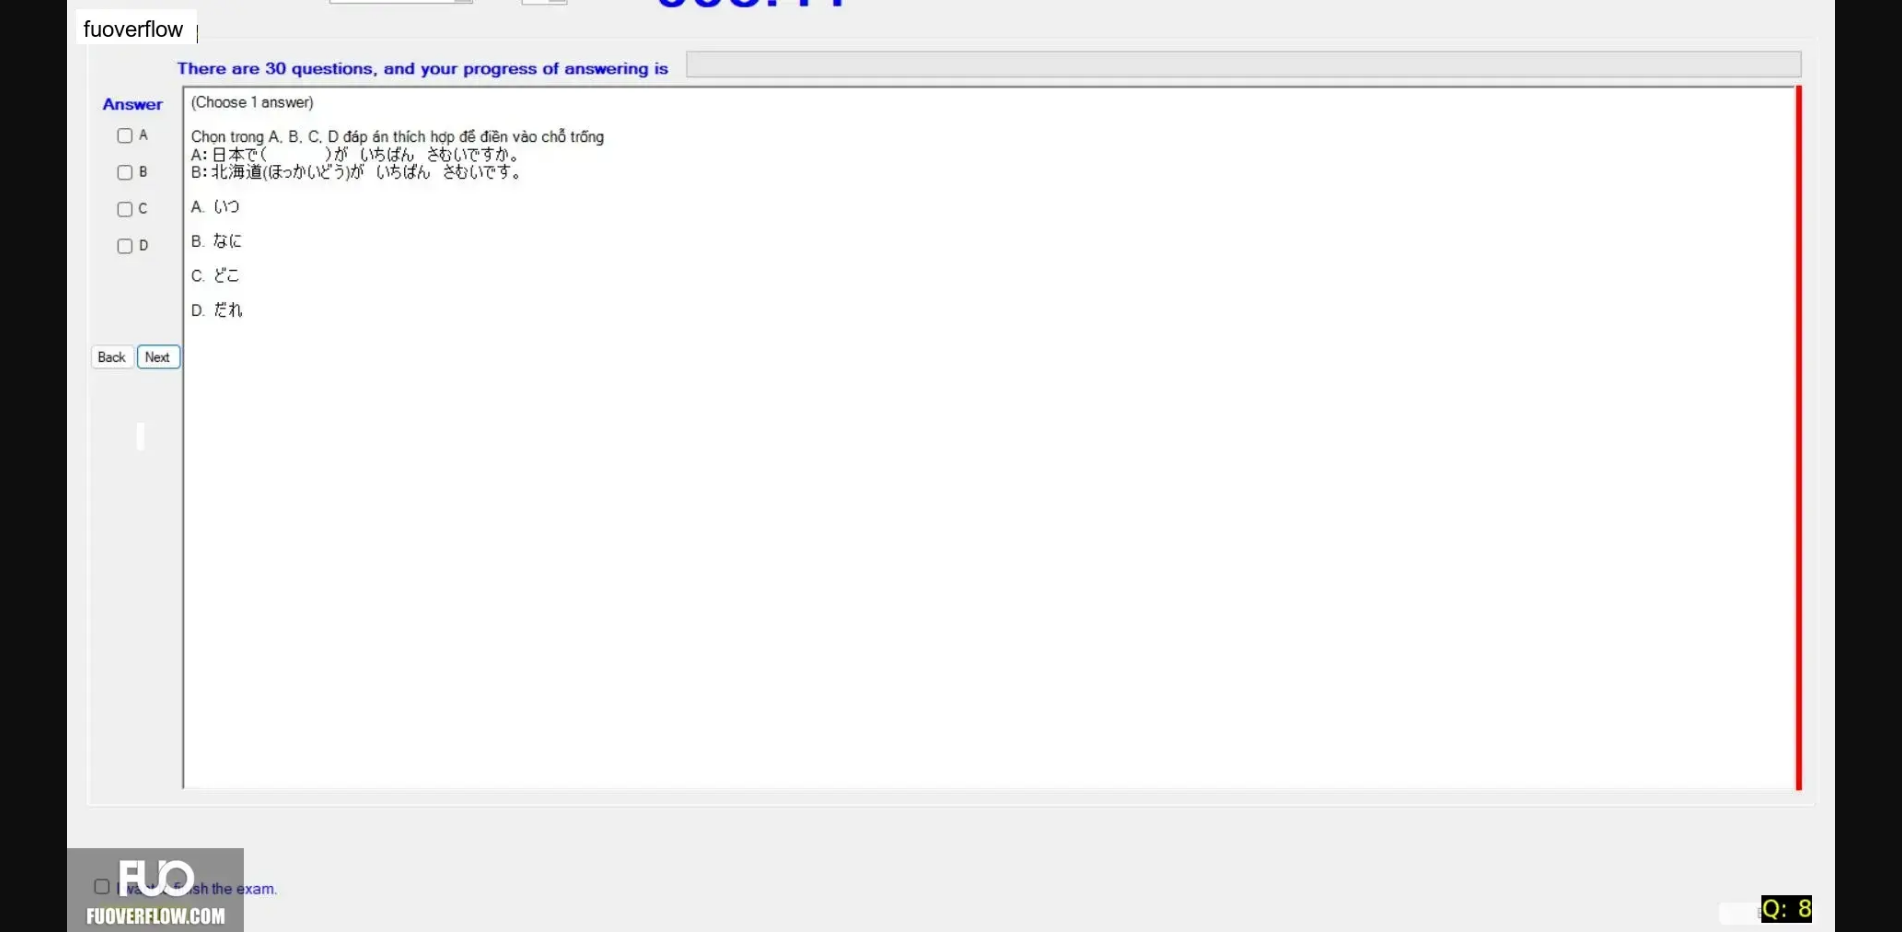 fuoverflow
There are 30 questions, and your progress of answering is
Answer
(Choose 1 answer)
A
Chọn trong A, B, C, D đáp án thích hợp để điền vào chỗ trống
A: 日本で(　　　)が いちばん さむいですか。
B
B: 北海道(ほっかいどう)が いちばん さむいです。
C
A. いつ
D
B. なに
C. どこ
D. だれ
Back Next
FUO
finish the exam.
FUOVERFLOW.COM
Q: 8